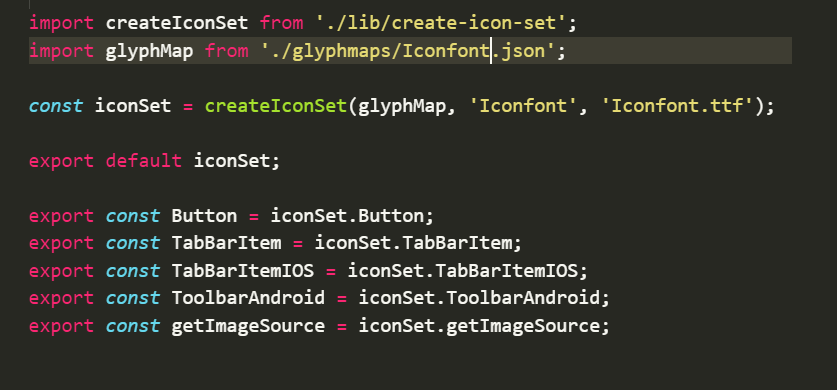 import createIconSet from './lib/create-icon-set';
import glyphMap from './glyphmaps/Iconfont.json';
const iconSet = createIconSet(glyphMap, 'Iconfont', 'Iconfont.ttf');
export default iconSet;
export const Button = iconSet.Button;
export const TabBarItem = iconSet.TabBarItem;
export const TabBarItemIOS = iconSet.TabBarItemIOS;
export const ToolbarAndroid = iconSet.ToolbarAndroid;
export const getImageSource = iconSet.getImageSource;